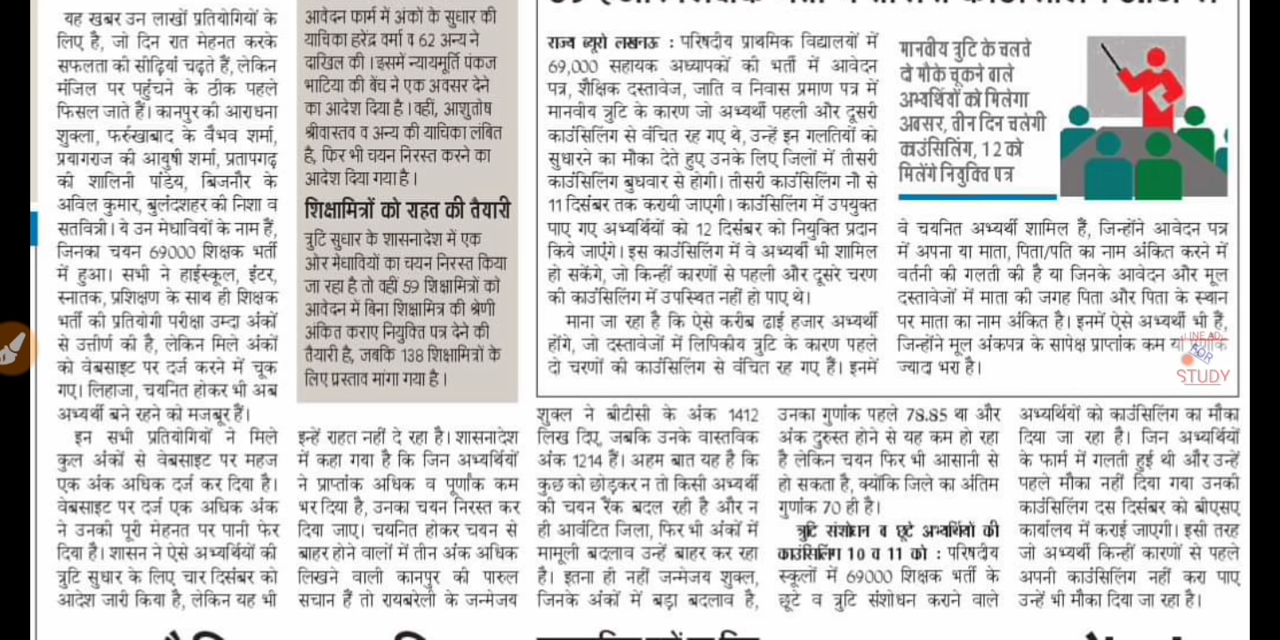 यह खबर उन लाखों प्रतियोगियों के
लिए है, जो दिन रात मेहनत करके
सफलता की सीढ़ियां चढ़ते हैं, लेकिन
मंजिल पर पहुंचने के ठीक पहले
फिसल जाते हैं। कानपुर की आराधना
शुक्ला, फर्रुखाबाद के वैभव शर्मा,
प्रयागराज की आयुषी शर्मा, प्रतापगढ़
की शालिनी पांडेय, बिजनौर के
अविल कुमार, बुलंदशहर की निशा व
सतवित्री। ये उन मेधावियों के नाम हैं,
जिनका चयन 69000 शिक्षक भर्ती
में हुआ। सभी ने हाईस्कूल, इंटर,
स्नातक, प्रशिक्षण के साथ ही शिक्षक
भर्ती की प्रतियोगी परीक्षा उम्दा अंकों
से उत्तीर्ण की है, लेकिन मिले अंकों
को वेबसाइट पर दर्ज करने में चूक
गए। लिहाजा, चयनित होकर भी अब
अभ्यर्थी बने रहने को मजबूर हैं।
इन सभी प्रतियोगियों ने मिले
कुल अंकों से वेबसाइट पर महज
एक अंक अधिक दर्ज कर दिया है।
वेबसाइट पर दर्ज एक अधिक अंक
ने उनकी पूरी मेहनत पर पानी फेर
दिया है। शासन ने ऐसे अभ्यर्थियों की
त्रुटि सुधार के लिए चार दिसंबर को
आदेश जारी किया है, लेकिन यह भी
आवेदन फार्म में अंकों के सुधार की
याचिका हरेंद्र वर्मा व 62 अन्य ने
दाखिल की। इसमें न्यायमूर्ति पंकज
भाटिया की बेंच ने एक अवसर देने
का आदेश दिया है। वहीं, आशुतोष
श्रीवास्तव व अन्य की याचिका लंबित
है, फिर भी चयन निरस्त करने का
आदेश दिया गया है।
शिक्षामित्रों को राहत की तैयारी
त्रुटि सुधार के शासनादेश में एक
ओर मेधावियों का चयन निरस्त किया
जा रहा है तो वहीं 59 शिक्षामित्रों को
आवेदन में बिना शिक्षामित्र की श्रेणी
अंकित कराए नियुक्ति पत्र देने की
तैयारी है, जबकि 138 शिक्षामित्रों के
लिए प्रस्ताव मांगा गया है।
इन्हें राहत नहीं दे रहा है। शासनादेश
में कहा गया है कि जिन अभ्यर्थियों
ने प्राप्तांक अधिक व पूर्णांक कम
भर दिया है, उनका चयन निरस्त कर
दिया जाए। चयनित होकर चयन से
बाहर होने वालों में तीन अंक अधिक
लिखने वाली कानपुर की पारुल
सचान हैं तो रायबरेली के जन्मेजय
शुक्ल ने बीटीसी के अंक 1412
लिख दिए, जबकि उनके वास्तविक
अंक 1214 हैं। अहम बात यह है कि
कुछ को छोड़कर न तो किसी अभ्यर्थी
की चयन रैंक बदल रही है और न
ही आवंटित जिला, फिर भी अंकों में
मामूली बदलाव उन्हें बाहर कर रहा
है। इतना ही नहीं जन्मेजय शुक्ल,
जिनके अंकों में बड़ा बदलाव है,
उनका गुणांक पहले 78.85 था और
अंक दुरुस्त होने से यह कम हो रहा
है लेकिन चयन फिर भी आसानी से
हो सकता है, क्योंकि जिले का अंतिम
गुणांक 70 ही है।
त्रुटि संशोधन व छूटे अभ्यर्थियों की
काउंसिलिंग 10 व 11 को : परिषदीय
स्कूलों में 69000 शिक्षक भर्ती के
छूटे व त्रुटि संशोधन कराने वाले
अभ्यर्थियों को काउंसिलिंग का मौका
दिया जा रहा है। जिन अभ्यर्थियों
के फार्म में गलती हुई थी और उन्हें
पहले मौका नहीं दिया गया उनकी
काउंसिलिंग दस दिसंबर को बीएसए
कार्यालय में कराई जाएगी। इसी तरह
जो अभ्यर्थी किन्हीं कारणों से पहले
अपनी काउंसिलिंग नहीं करा पाए
उन्हें भी मौका दिया जा रहा है।
राज्य ब्यूरो लखनऊ : परिषदीय प्राथमिक विद्यालयों में
69,000 सहायक अध्यापकों की भर्ती में आवेदन
पत्र, शैक्षिक दस्तावेज, जाति व निवास प्रमाण पत्र में
मानवीय त्रुटि के कारण जो अभ्यर्थी पहली और दूसरी
काउंसिलिंग से वंचित रह गए थे, उन्हें इन गलतियों को
सुधारने का मौका देते हुए उनके लिए जिलों में तीसरी
काउंसिलिंग बुधवार से होगी। तीसरी काउंसिलिंग नौ से
11 दिसंबर तक करायी जाएगी। काउंसिलिंग में उपयुक्त
पाए गए अभ्यर्थियों को 12 दिसंबर को नियुक्ति प्रदान
किये जाएंगे। इस काउंसिलिंग में वे अभ्यर्थी भी शामिल
हो सकेंगे, जो किन्हीं कारणों से पहली और दूसरे चरण
की काउंसिलिंग में उपस्थित नहीं हो पाए थे।
माना जा रहा है कि ऐसे करीब ढाई हजार अभ्यर्थी
होंगे, जो दस्तावेजों में लिपिकीय त्रुटि के कारण पहले
दो चरणों की काउंसिलिंग से वंचित रह गए हैं। इनमें
मानवीय त्रुटि के चलते
दो मौके चूकने वाले
अभ्यर्थियों को मिलेगा
अवसर, तीन दिन चलेगी
काउंसिलिंग, 12 को
मिलेंगे नियुक्ति पत्र
वे चयनित अभ्यर्थी शामिल हैं, जिन्होंने आवेदन पत्र
में अपना या माता, पिता/पति का नाम अंकित करने में
वर्तनी की गलती की है या जिनके आवेदन और मूल
दस्तावेजों में माता की जगह पिता और पिता के स्थान
पर माता का नाम अंकित है। इनमें ऐसे अभ्यर्थी भी हैं,
जिन्होंने मूल अंकपत्र के सापेक्ष प्राप्तांक कम या
ज्यादा भरा है।
FOR
STUDY